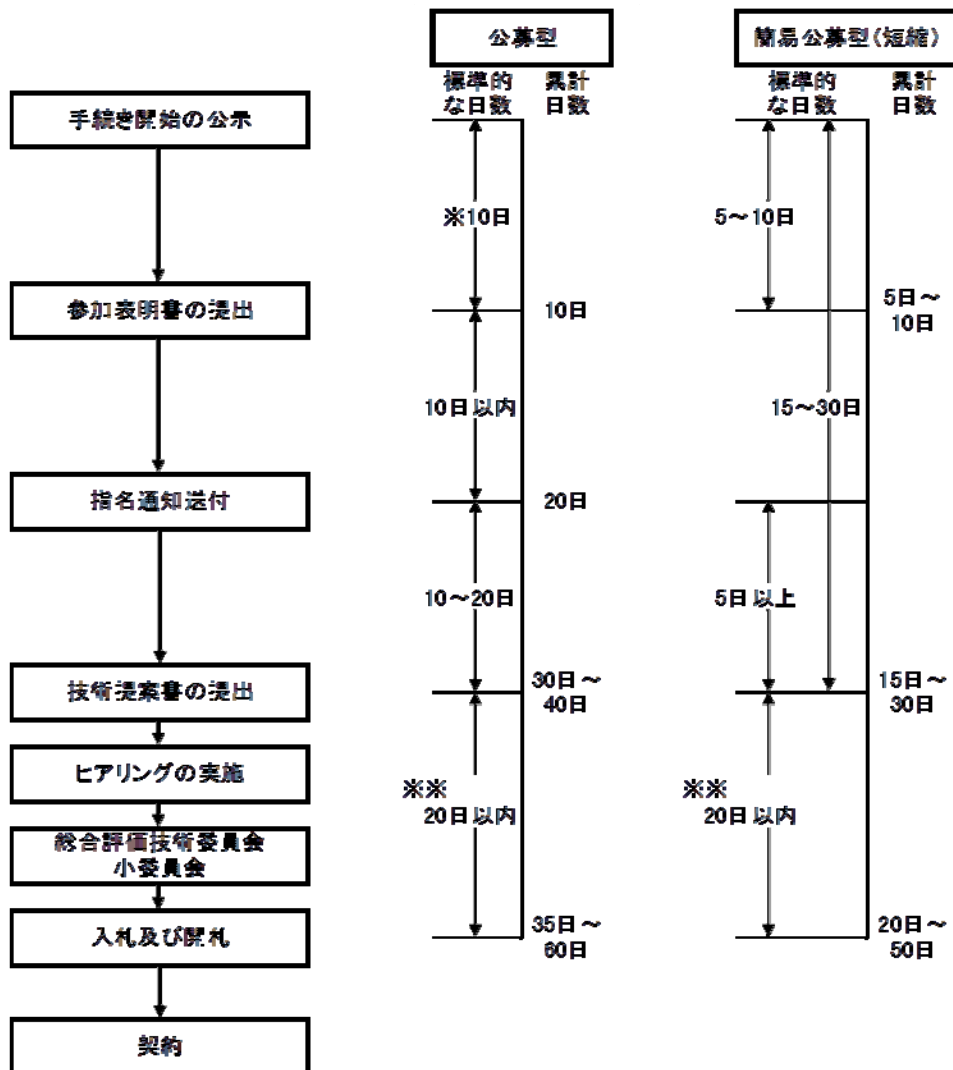 公募型
簡易公募型(短縮)
標準的
な日数
累計
日数
標準的
な日数
累計
日数
手続き開始の公示
※10日
5～10日
参加表明書の提出
10日
5日～
10日
10日以内
15～30日
指名通知送付
20日
10～20日
5日以上
技術提案書の提出
30日～
40日
15日～
30日
ヒアリングの実施
※※
20日以内
※※
20日以内
総合評価技術委員会
小委員会
入札及び開札
35日～
60日
20日～
50日
契約